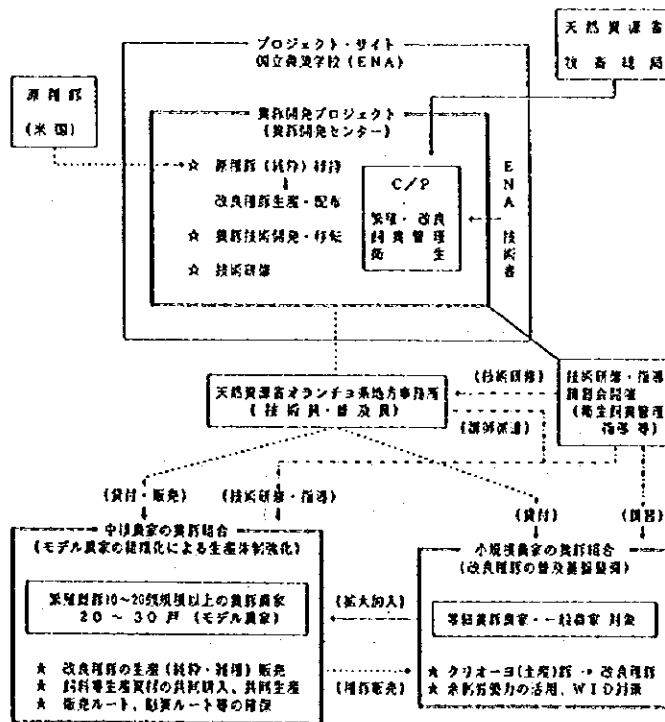 天然資源省
牧畜総局
プロジェクト・サイト
国立農業学校（ENA）
原種豚
（米国）
養豚開発プロジェクト
（養豚開発センター）
☆ 原種豚（純粋）維持
改良種豚生産・配布
☆ 養豚技術開発・移転
☆ 技術研修
C／P
繁殖・改良
飼養管理
衛生
ENA 技術者
天然資源省オランチョ県地方事務所
（技術員・普及員）
（技術研修）
（講師派遣）
技術研修・指導
講習会開催
（衛生飼養管理
指導等）
（貸付・販売）
（技術研修・指導）
（貸付）
（講習）
中規模農家の養豚組合
（モデル農家の組織化による生産体制強化）
繁殖母豚10～20頭規模以上の養豚農家
20～30戸（モデル農家）
★ 改良種豚の生産（純粋・雑種）販売
★ 飼料等生産資材の共同購入、共同生産
★ 販売ルート、購買ルート等の確保
（拡大購入）
（種豚販売）
小規模農家の養豚組合
（改良種豚の普及基盤整備）
零細養豚農家・一般農家 対象
★ クリオーヨ（土産）豚 → 改良種豚
★ 余剰労働力の活用、WID対策